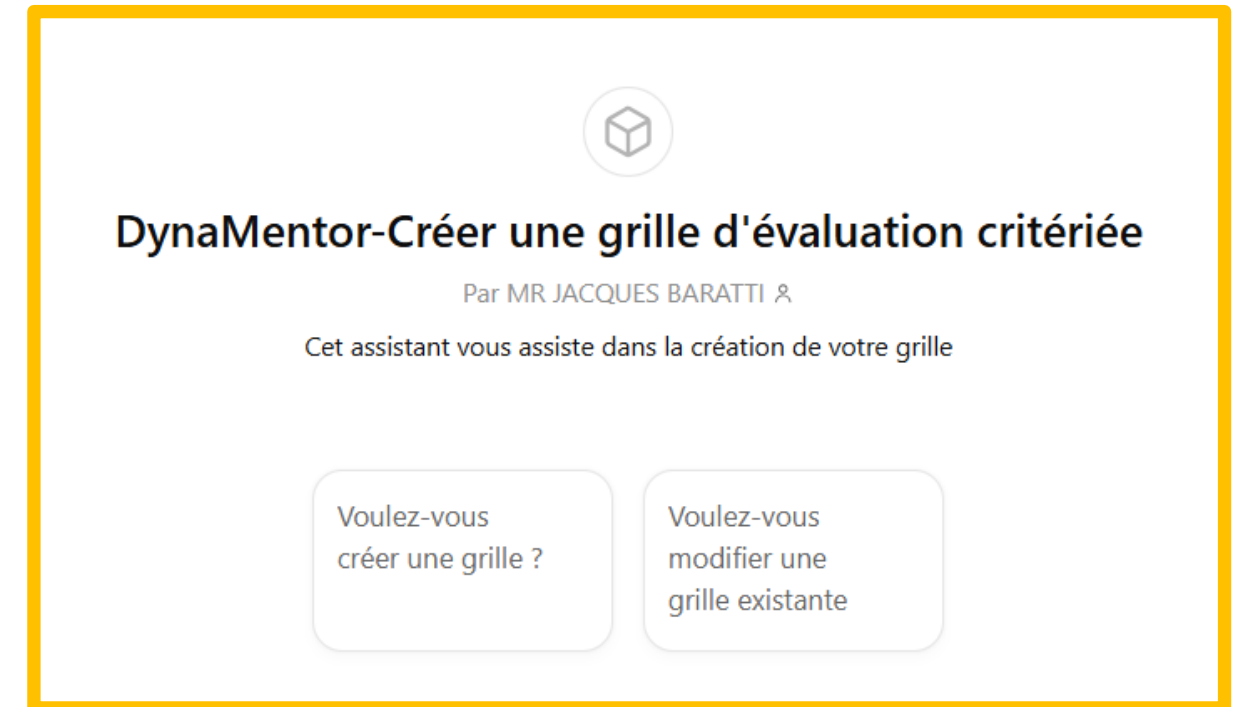 DynaMentor-Créer une grille d'évaluation critériée
Par MR JACQUES BARATTI
Cet assistant vous assiste dans la création de votre grille
Voulez-vous
créer une grille ?
Voulez-vous
modifier une
grille existante